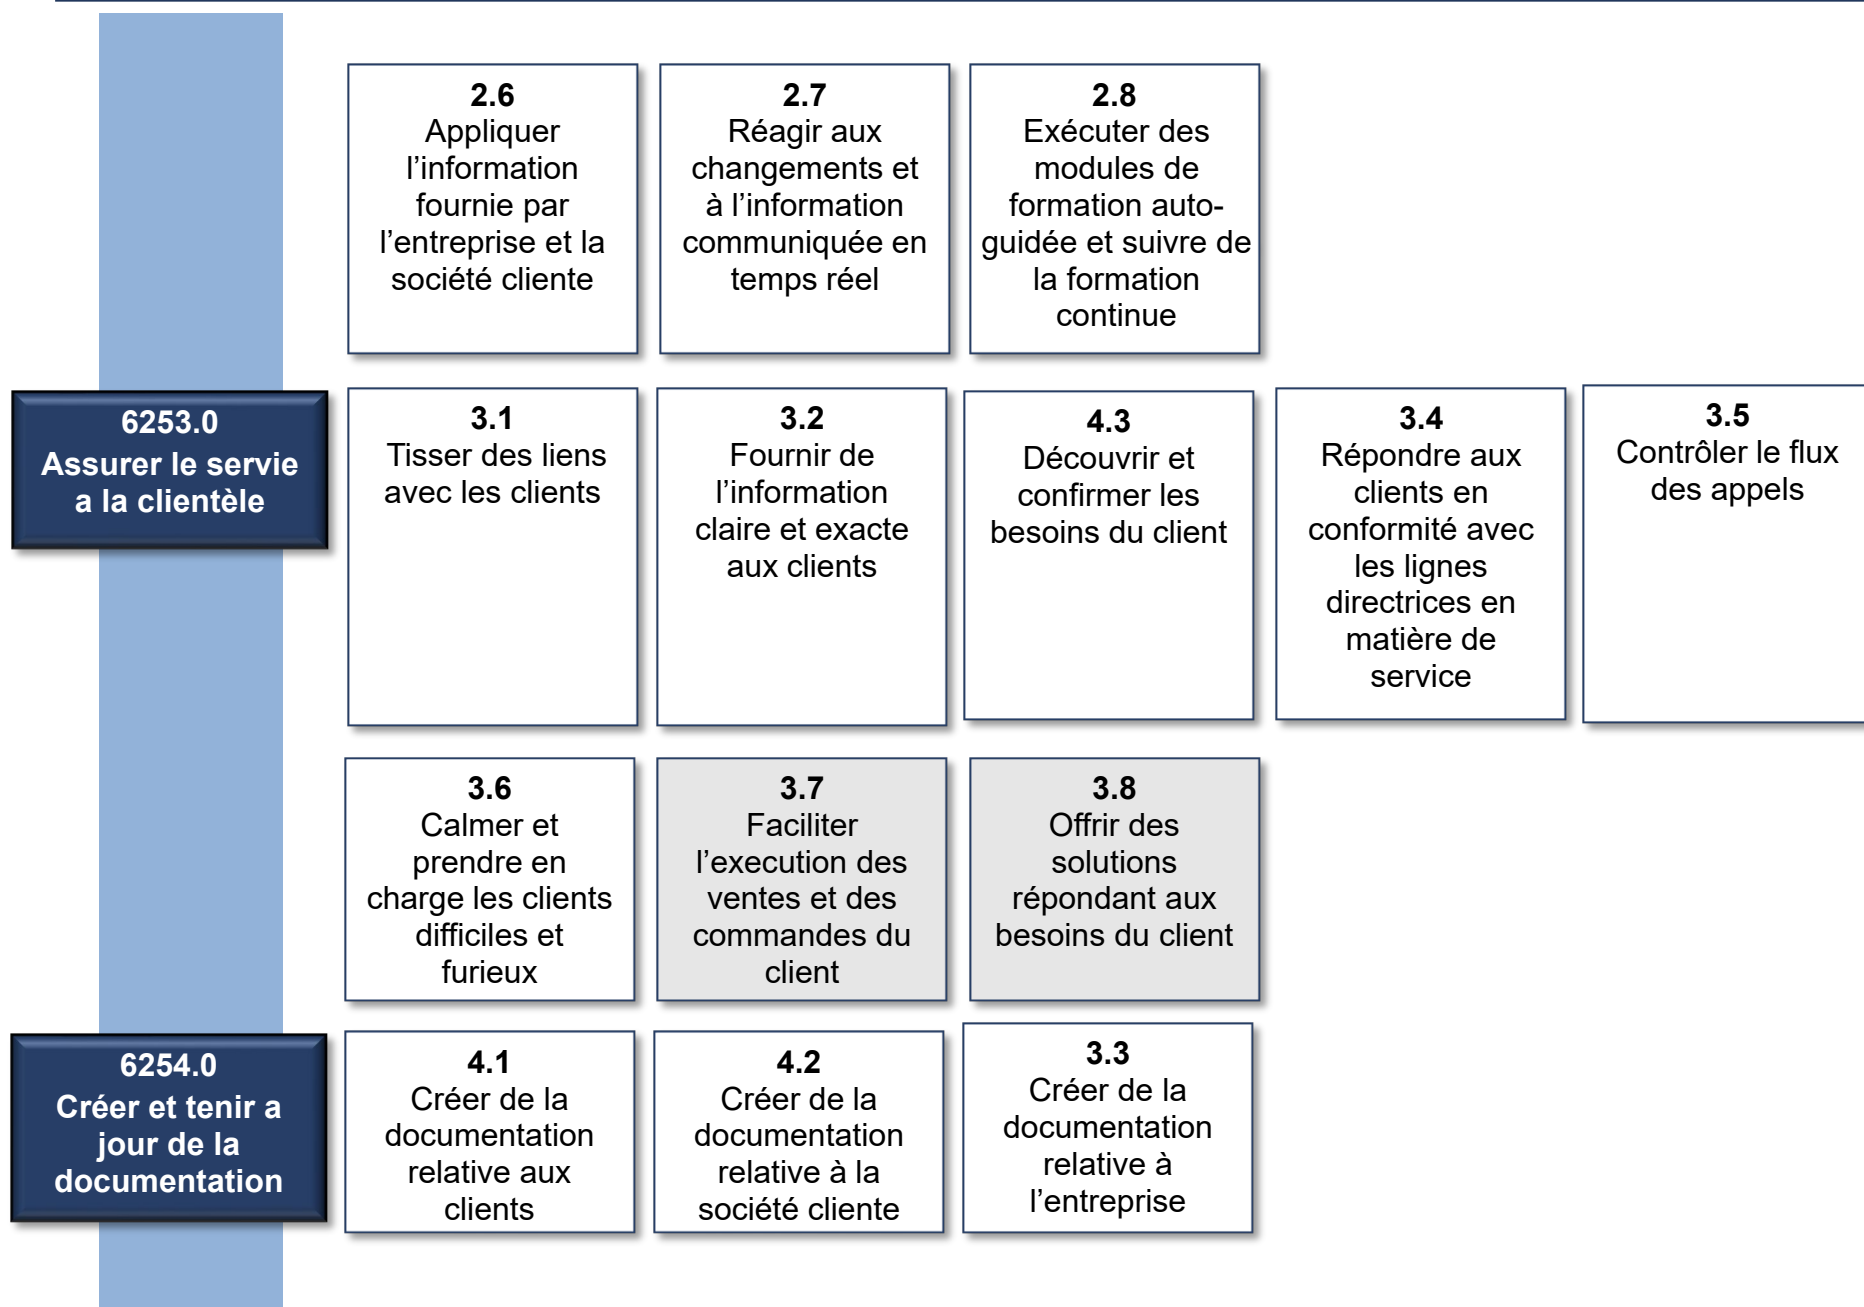 2.6
Appliquer
l’information
fournie par
l’entreprise et la
société cliente
2.7
Réagir aux
changements et
à l’information
communiquée en
temps réel
2.8
Exécuter des
modules de
formation auto-
guidée et suivre de
la formation
continue
6253.0
Assurer le servie
a la clientèle
3.1
Tisser des liens
avec les clients
3.2
Fournir de
l’information
claire et exacte
aux clients
4.3
Découvrir et
confirmer les
besoins du client
3.4
Répondre aux
clients en
conformité avec
les lignes
directrices en
matière de
service
3.5
Contrôler le flux
des appels
3.6
Calmer et
prendre en
charge les clients
difficiles et
furieux
3.7
Faciliter
l’execution des
ventes et des
commandes du
client
3.8
Offrir des
solutions
répondant aux
besoins du client
6254.0
Créer et tenir a
jour de la
documentation
4.1
Créer de la
documentation
relative aux
clients
4.2
Créer de la
documentation
relative à la
société cliente
3.3
Créer de la
documentation
relative à
l’entreprise